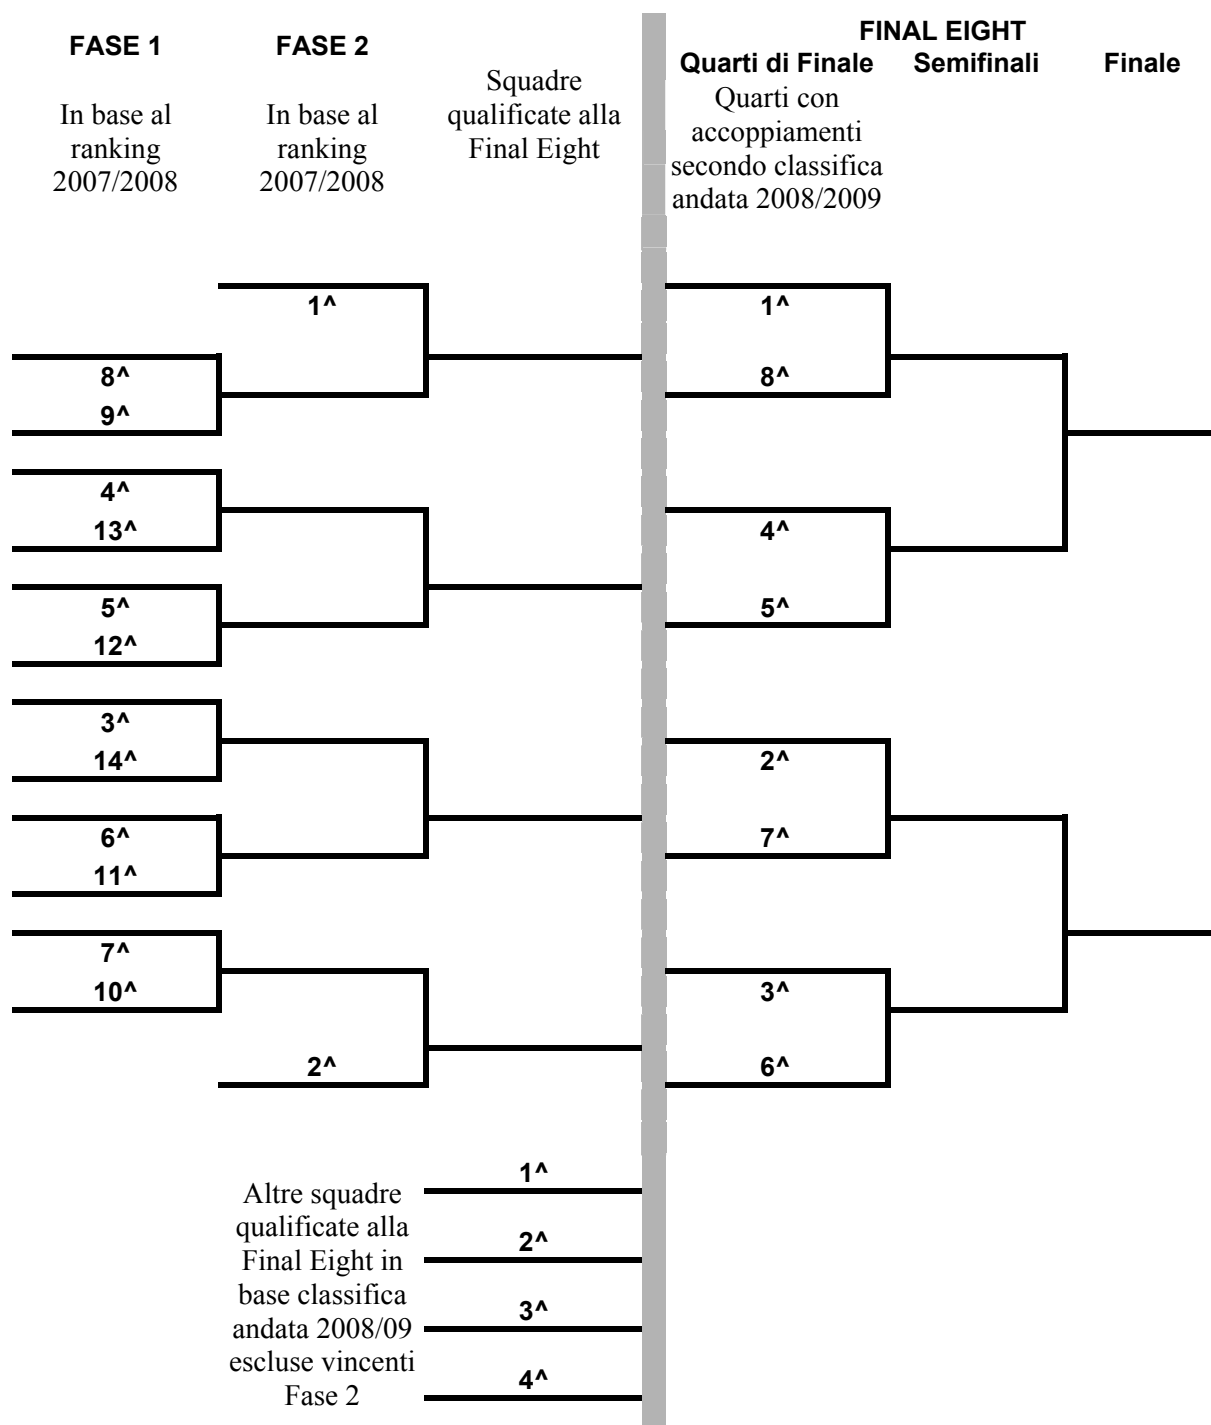 FASE 1
In base al
ranking
2007/2008
FASE 2
In base al
ranking
2007/2008
Squadre
qualificate alla
Final Eight
FINAL EIGHT
Quarti di Finale
Semifinali
Finale
Quarti con
accoppiamenti
secondo classifica
andata 2008/2009
8^
9^
4^
13^
5^
12^
3^
14^
6^
11^
7^
10^
1^
2^
1^
8^
4^
5^
2^
7^
3^
6^
Altre squadre
qualificate alla
Final Eight in
base classifica
andata 2008/09
escluse vincenti
Fase 2
1^
2^
3^
4^